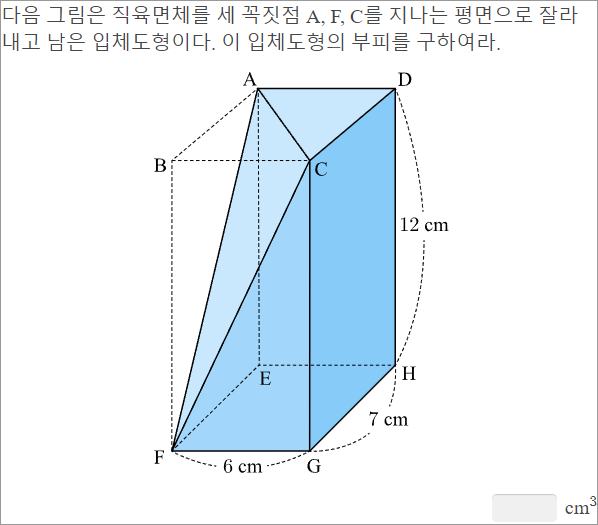 다음 그림은 직육면체를 세 꼭짓점 A, F, C를 지나는 평면으로 잘라
내고 남은 입체도형이다. 이 입체도형의 부피를 구하여라.
A
D
B
C
12 cm
E
H
7 cm
F
6 cm
G
cm³